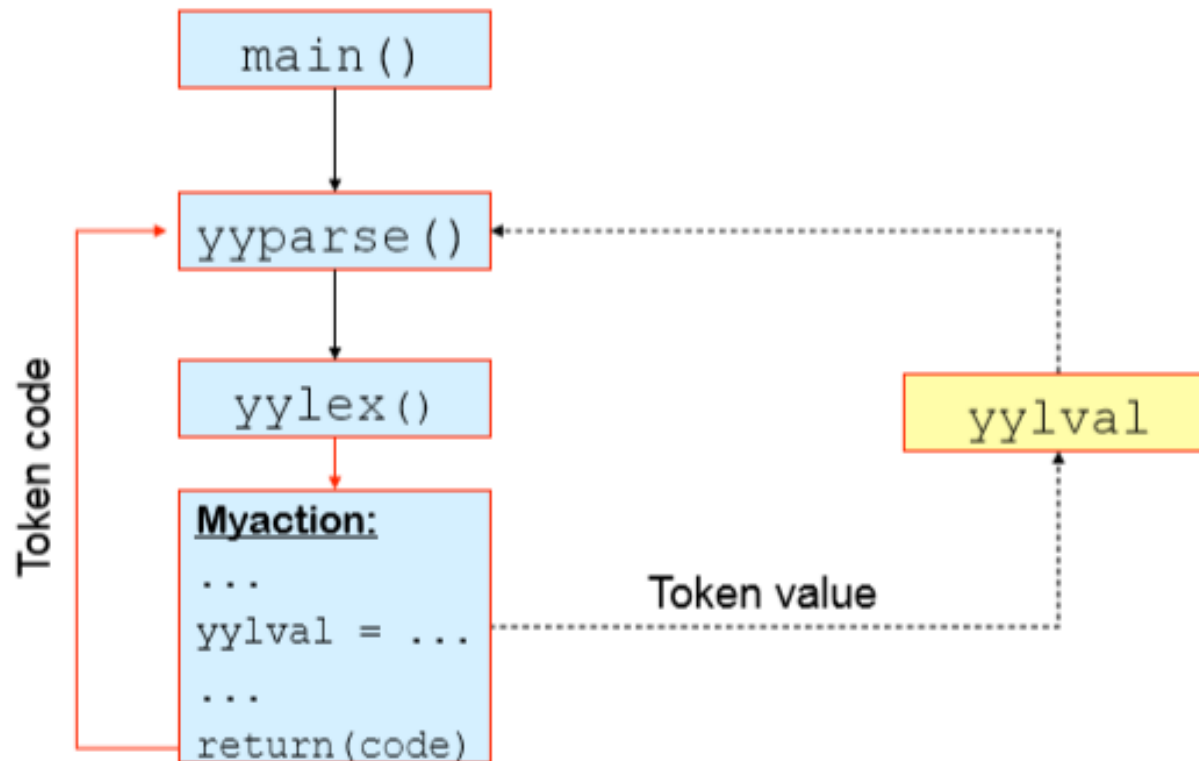 main()
yyparse()
yylex()
Token code
yylval
Myaction:
...
yylval = ...
...
return(code)
Token value